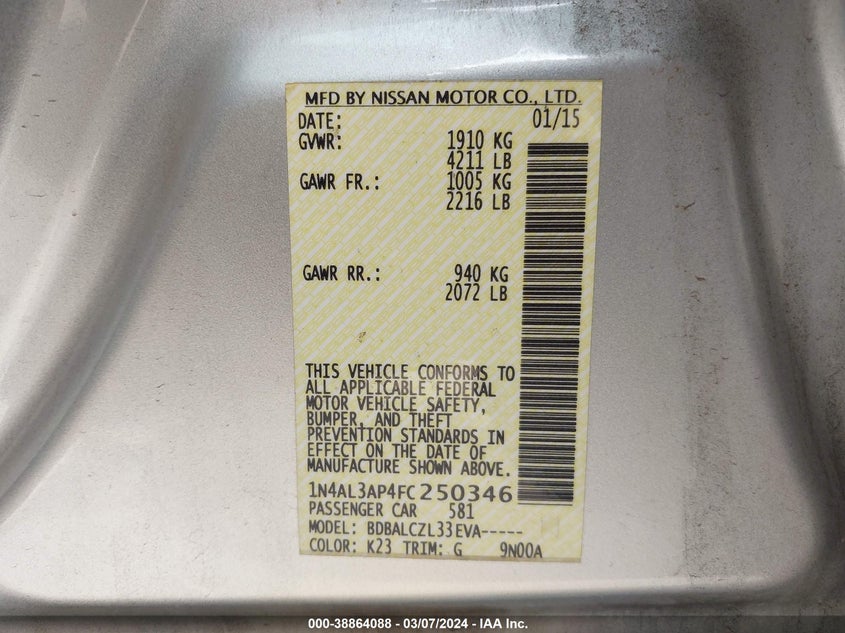 MFD BY NISSAN MOTOR CO., LTD.
DATE: 01/15
GVWR: 1910 KG
4211 LB
GAWR FR.: 1005 KG
2216 LB
GAWR RR.: 940 KG
2072 LB
THIS VEHICLE CONFORMS TO
ALL APPLICABLE FEDERAL
MOTOR VEHICLE SAFETY,
BUMPER, AND THEFT
PREVENTION STANDARDS IN
EFFECT ON THE DATE OF
MANUFACTURE SHOWN ABOVE.
1N4AL3AP4FC250346
PASSENGER CAR 581
MODEL: BDBALCZL33EVA-----
COLOR: K23 TRIM: G 9N00A
000-38864088 - 03/07/2024 - IAA Inc.